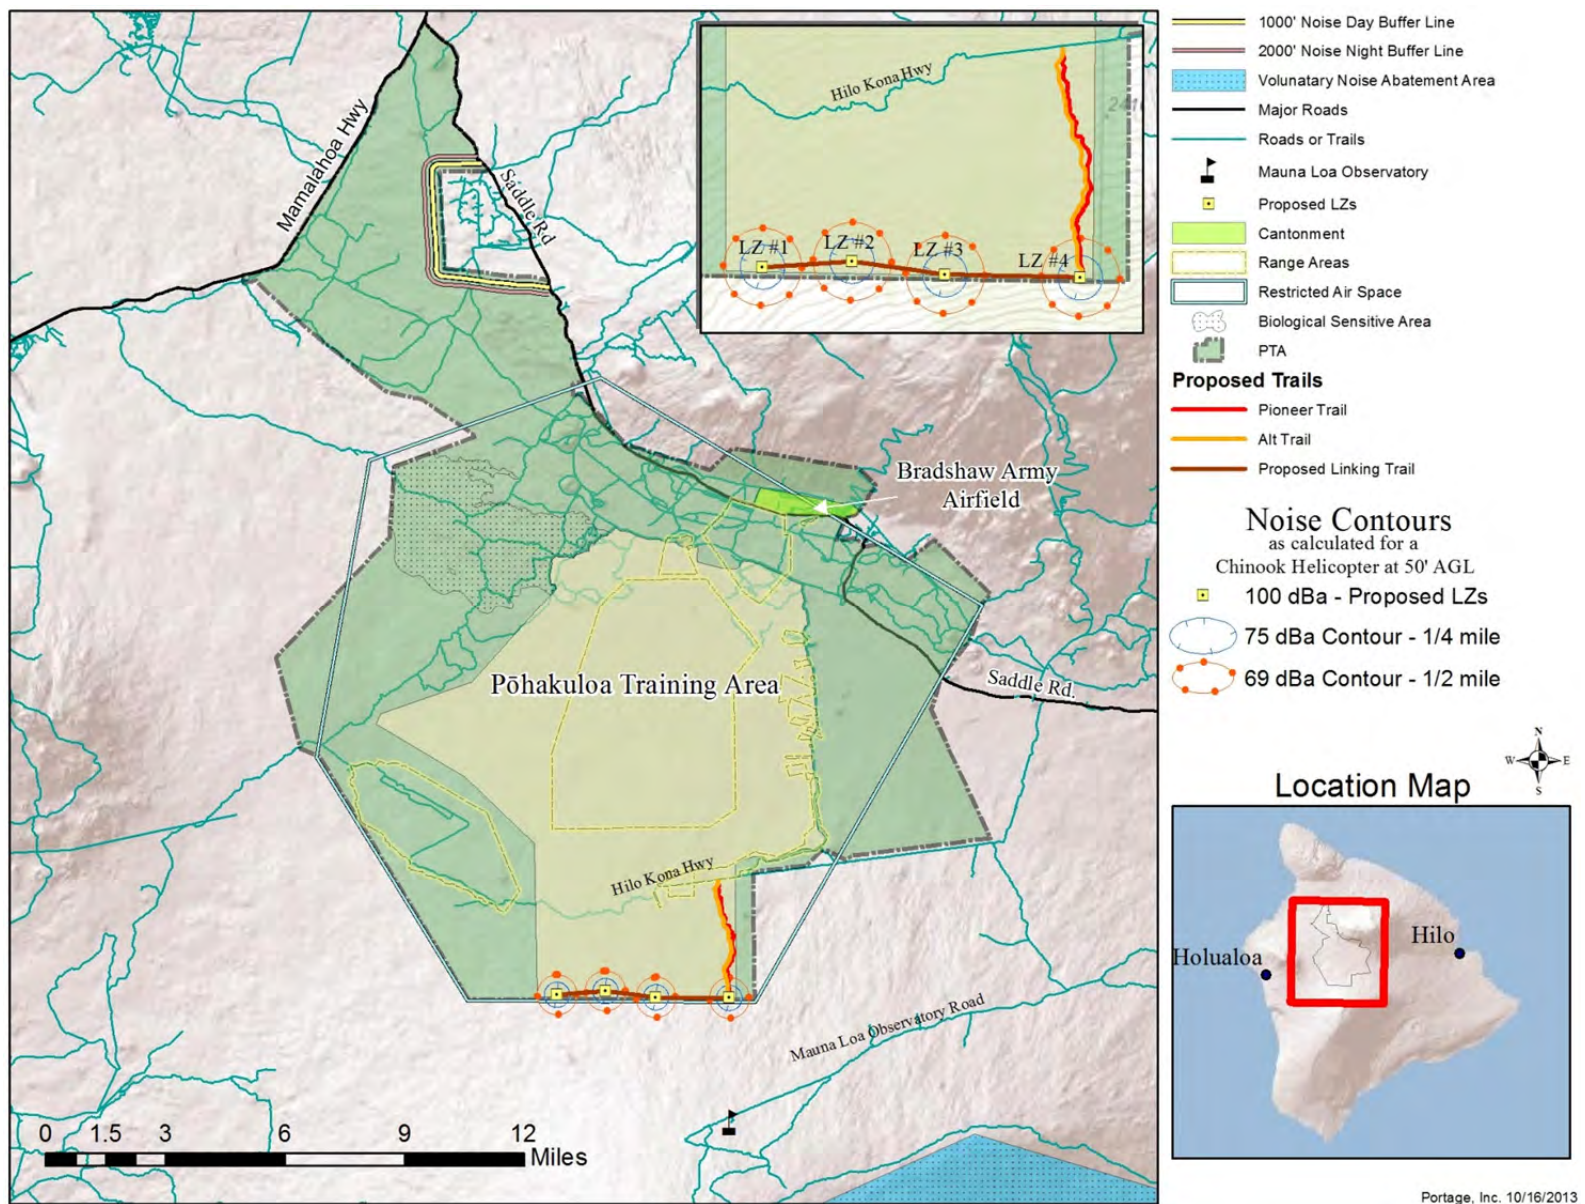 Mamalahoa Hwy
Saddle Rd
Hilo Kona Hwy
241
LZ #1
LZ #2
LZ #3
LZ #4
Bradshaw Army
Airfield
Pōhakuloa Training Area
Saddle Rd.
Hilo Kona Hwy
Mauna Loa Observatory Road
0 1.5 3 6 9 12
Miles
1000' Noise Day Buffer Line
2000' Noise Night Buffer Line
Volunatary Noise Abatement Area
Major Roads
Roads or Trails
Mauna Loa Observatory
Proposed LZs
Cantonment
Range Areas
Restricted Air Space
Biological Sensitive Area
PTA
Proposed Trails
Pioneer Trail
Alt Trail
Proposed Linking Trail
Noise Contours
as calculated for a
Chinook Helicopter at 50' AGL
100 dBa - Proposed LZs
75 dBa Contour - 1/4 mile
69 dBa Contour - 1/2 mile
N
W E
S
Location Map
Holualoa
Hilo
Portage, Inc. 10/16/2013